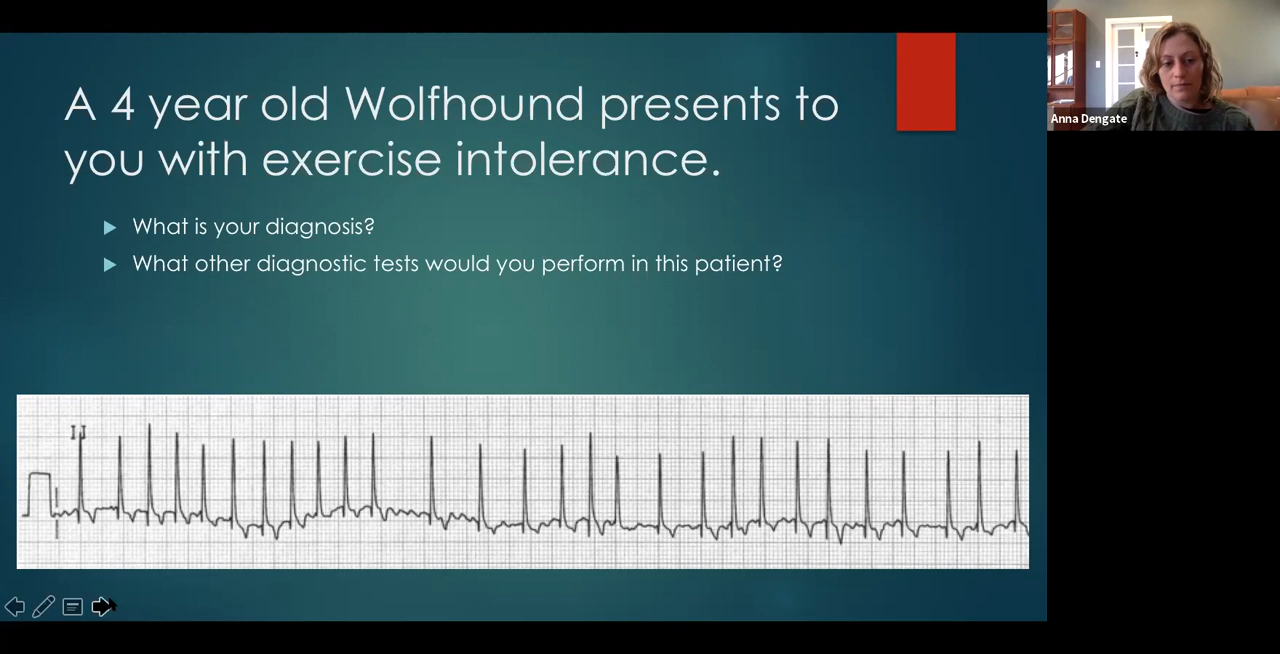 A 4 year old Wolfhound presents to
you with exercise intolerance.
What is your diagnosis?
What other diagnostic tests would you perform in this patient?
II
Anna Dengate